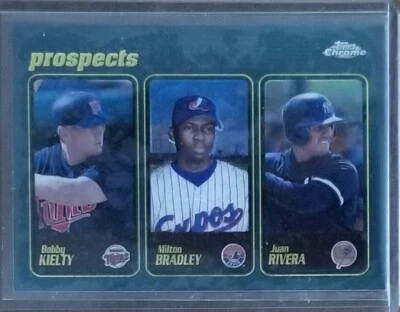 prospects
Topps
Chrome
Twins
Expos
Bobby
KIELTY
Milton
BRADLEY
Juan
RIVERA